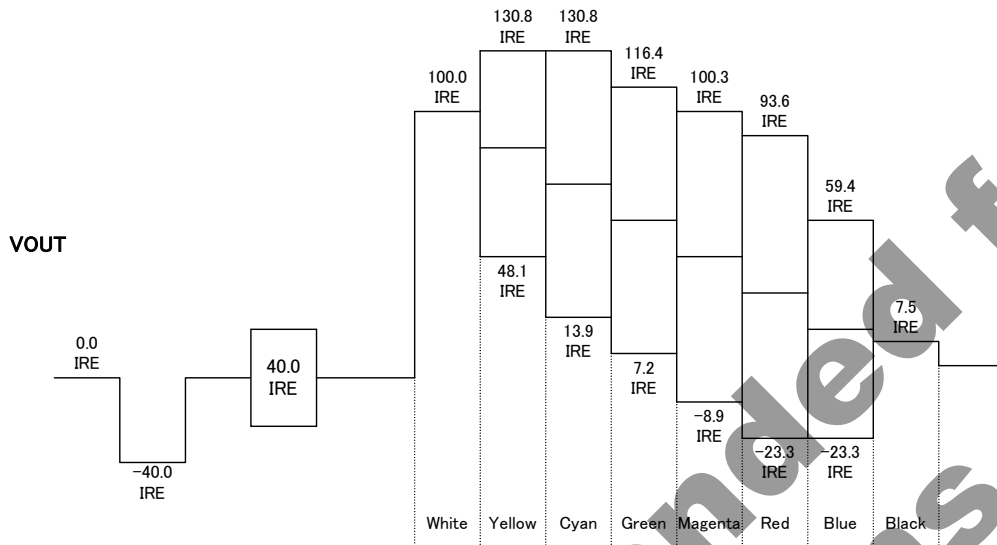 130.8
IRE
130.8
IRE
116.4
IRE
100.0
IRE
100.3
IRE
93.6
IRE
59.4
IRE
VOUT
48.1
IRE
7.5
IRE
0.0
IRE
40.0
IRE
13.9
IRE
7.2
IRE
-8.9
IRE
-40.0
IRE
-23.3
IRE
-23.3
IRE
White Yellow Cyan Green Magenta Red Blue Black
nded f